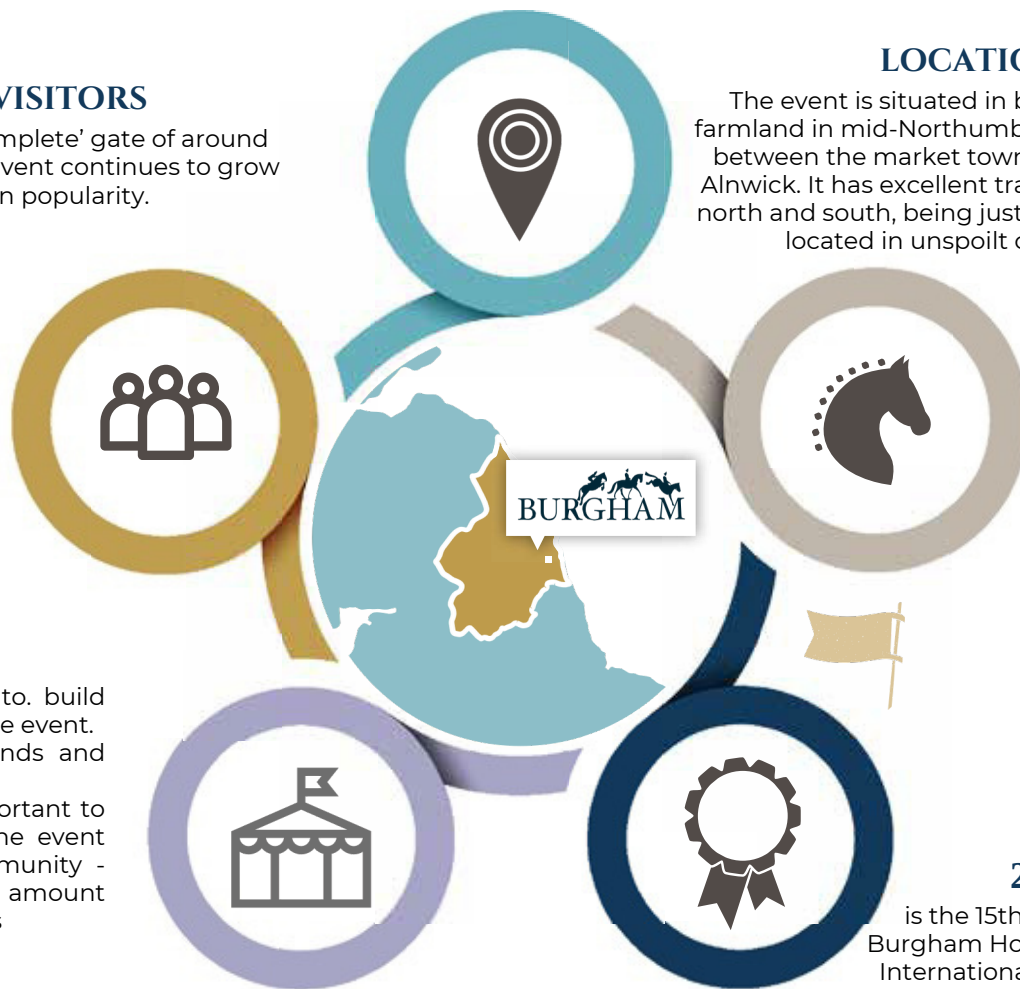 VISITORS
mplete’ gate of around
vent continues to grow
n popularity.
LOCATIO
The event is situated in b
farmland in mid-Northumb
between the market town
Alnwick. It has excellent tra
north and south, being just
located in unspoilt c
BURGHAM
to. build
e event.
nds and
ortant to
he event
munity -
amount
s
2
is the 15th
Burgham Ho
Internationa